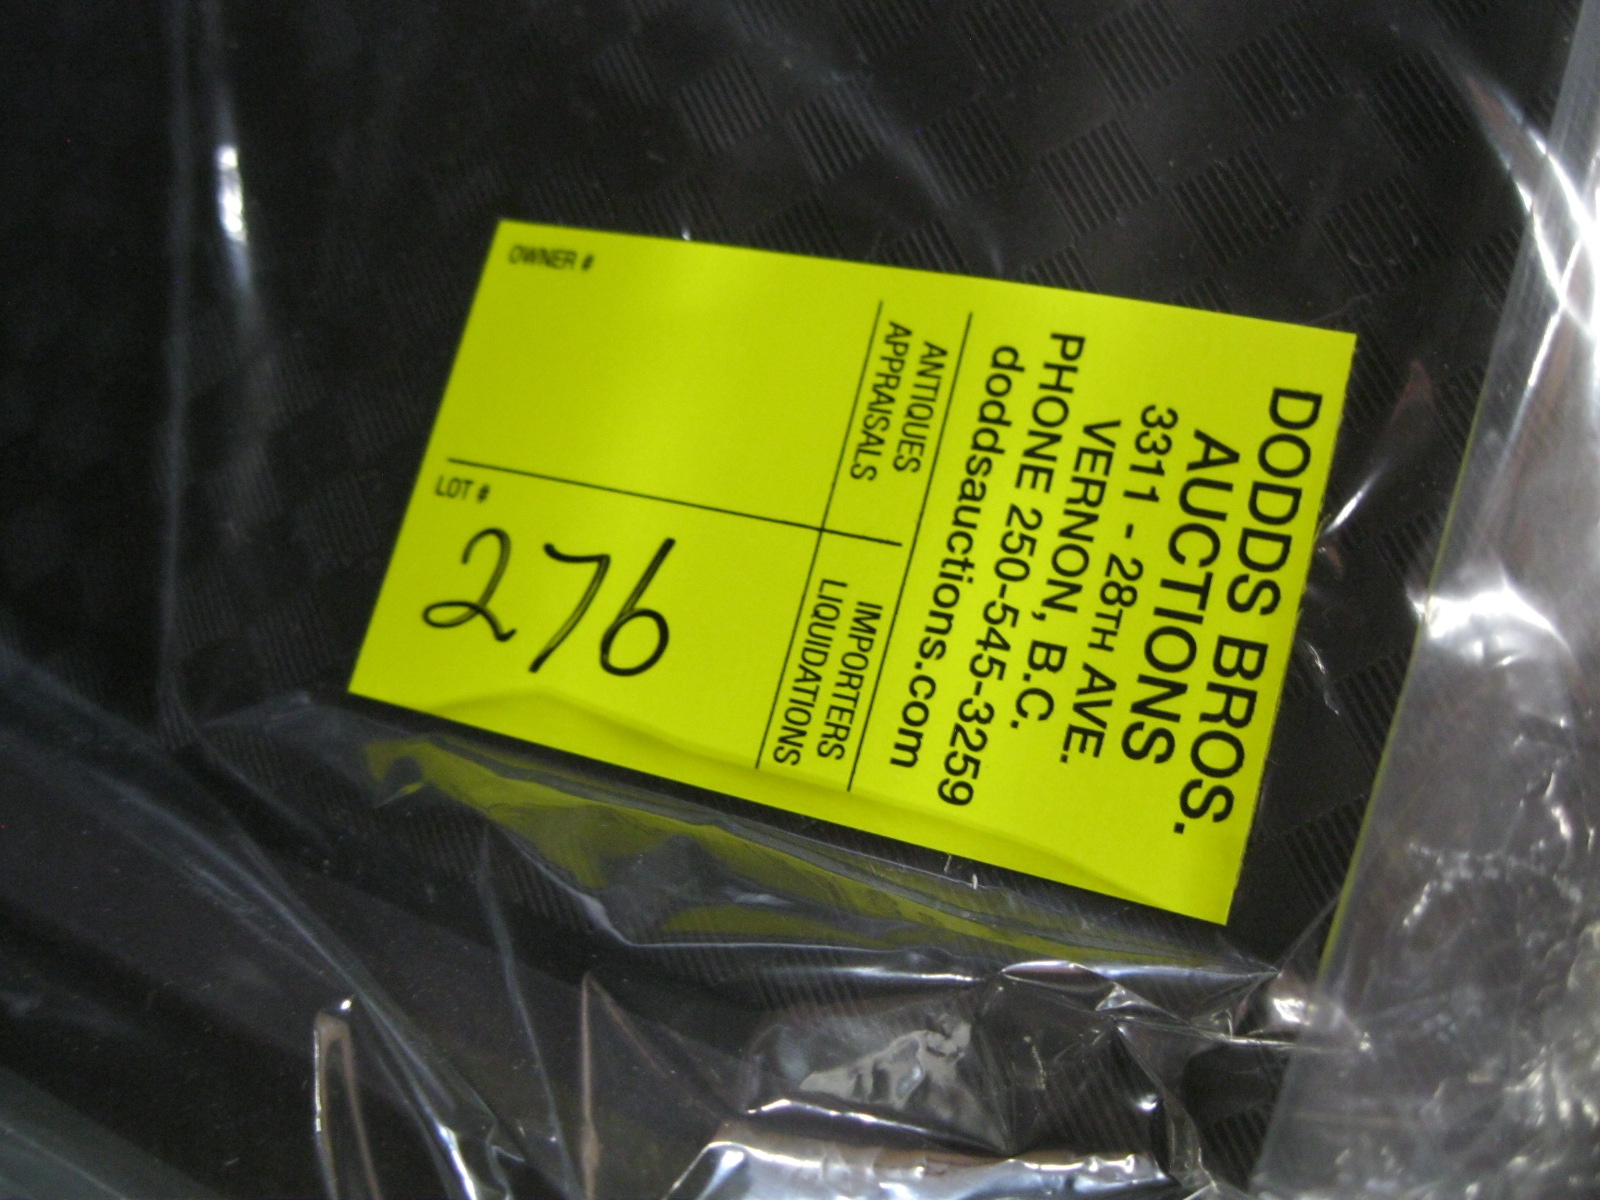 DODDS BROS.
AUCTIONS
3311 - 28TH AVE.
VERNON, B.C.
PHONE 250-545-3259
doddsauctions.com
ANTIQUES IMPORTERS
APPRAISALS LIQUIDATIONS
OWNER #
LOT #
276